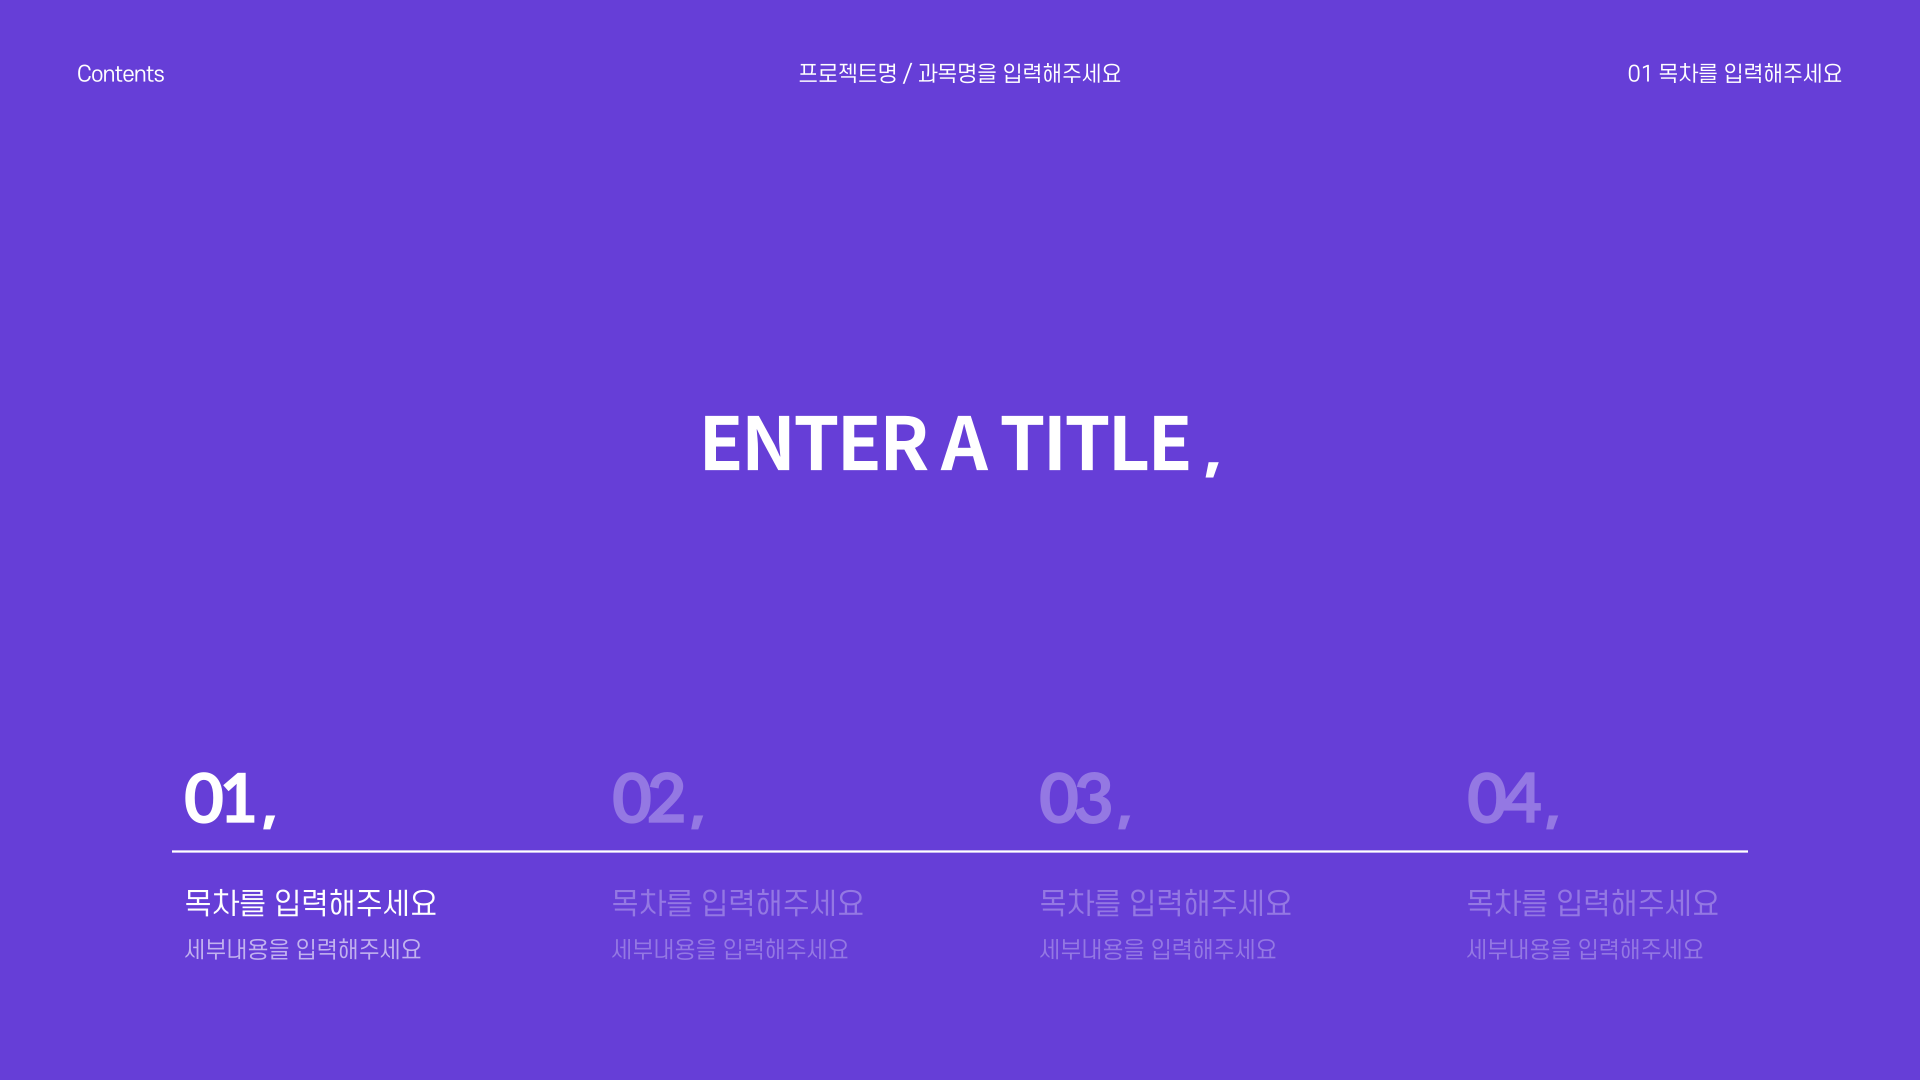 Contents
프로젝트명 / 과목명을 입력해주세요
01 목차를 입력해주세요
ENTER A TITLE ,
01 ,
02 ,
03 ,
04 ,
목차를 입력해주세요
목차를 입력해주세요
목차를 입력해주세요
목차를 입력해주세요
세부내용을 입력해주세요
세부내용을 입력해주세요
세부내용을 입력해주세요
세부내용을 입력해주세요